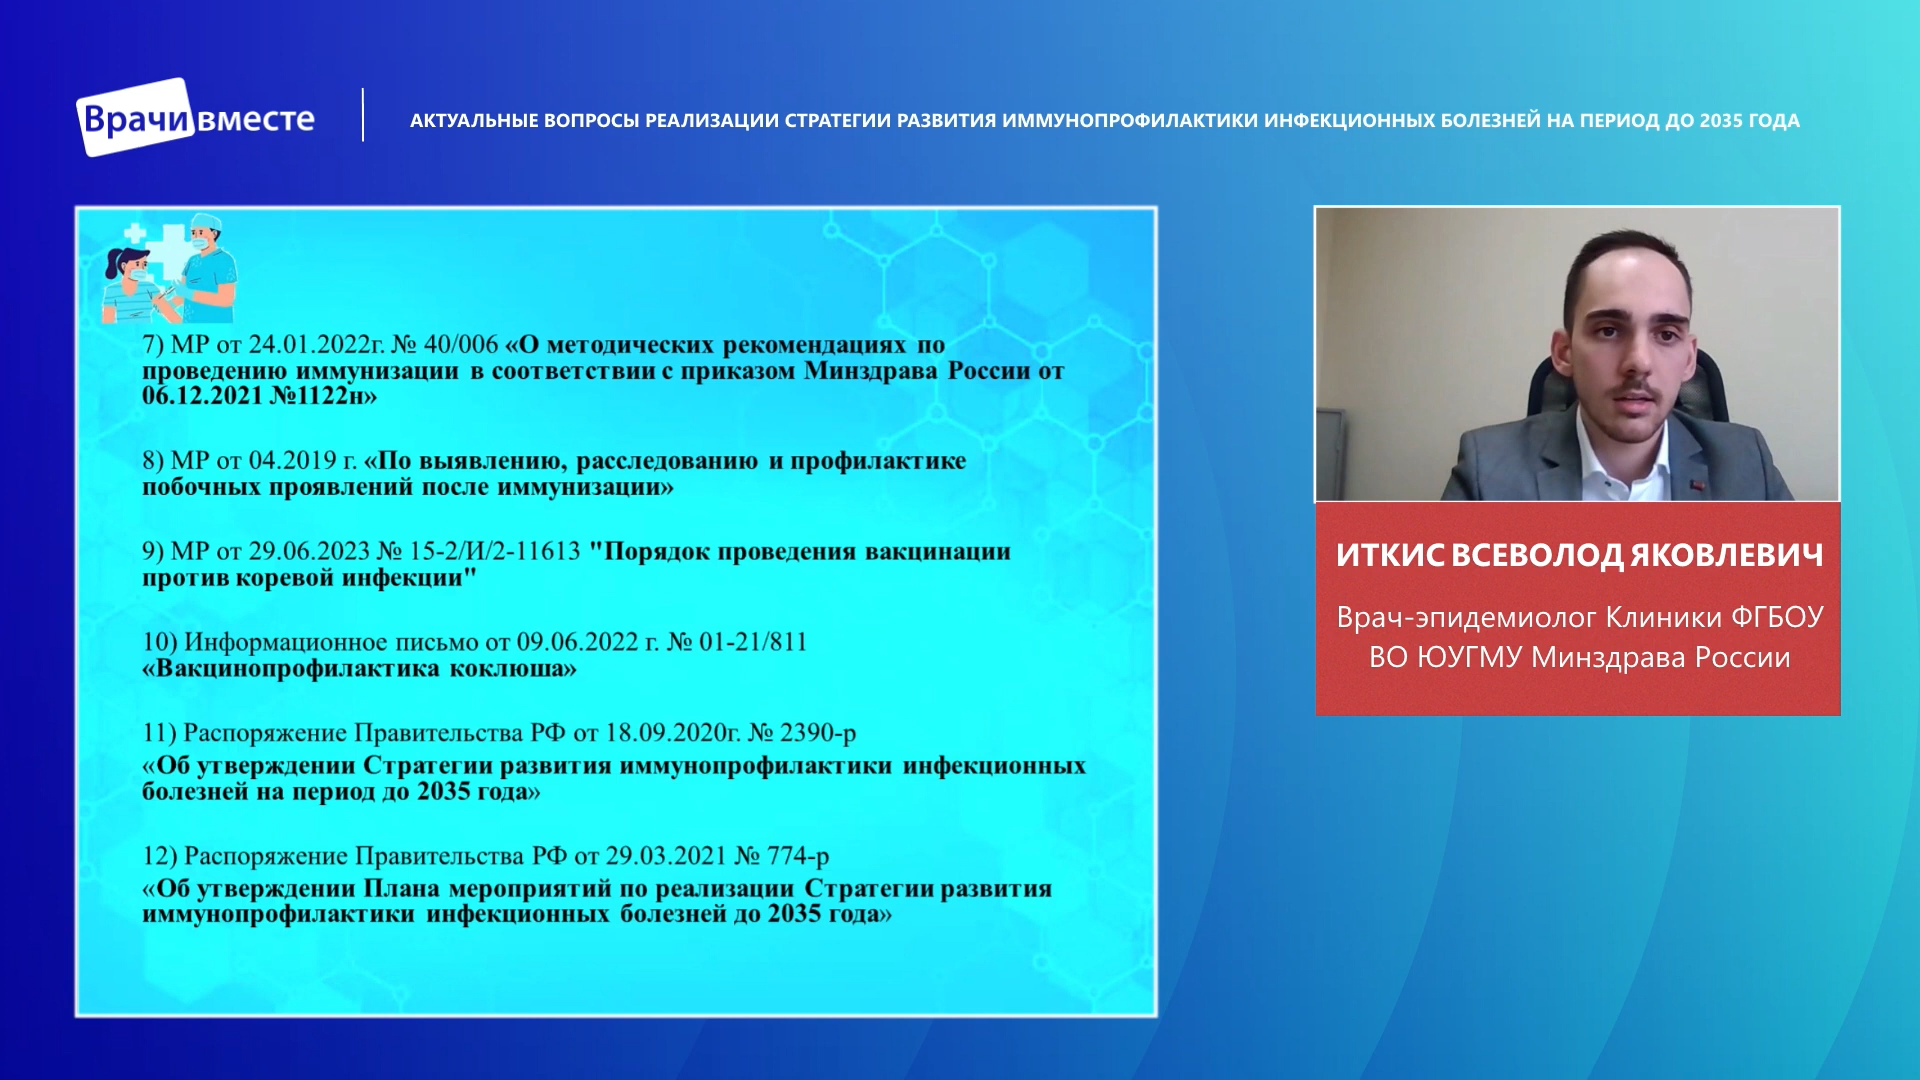 Врачи вместе
АКТУАЛЬНЫЕ ВОПРОСЫ РЕАЛИЗАЦИИ СТРАТЕГИИ РАЗВИТИЯ ИММУНОПРОФИЛАКТИКИ ИНФЕКЦИОННЫХ БОЛЕЗНЕЙ НА ПЕРИОД ДО 2035 ГОДА
7) МР от 24.01.2022г. № 40/006 «О методических рекомендациях по
проведению иммунизации в соответствии с приказом Минздрава России от
06.12.2021 №1122н»
8) МР от 04.2019 г. «По выявлению, расследованию и профилактике
побочных проявлений после иммунизации»
9) МР от 29.06.2023 № 15-2/И/2-11613 "Порядок проведения вакцинации
против коревой инфекции"
10) Информационное письмо от 09.06.2022 г. № 01-21/811
«Вакцинопрофилактика коклюша»
11) Распоряжение Правительства РФ от 18.09.2020г. № 2390-р
«Об утверждении Стратегии развития иммунопрофилактики инфекционных
болезней на период до 2035 года»
12) Распоряжение Правительства РФ от 29.03.2021 № 774-р
«Об утверждении Плана мероприятий по реализации Стратегии развития
иммунопрофилактики инфекционных болезней до 2035 года»
ИТКИС ВСЕВОЛОД ЯКОВЛЕВИЧ
Врач-эпидемиолог Клиники ФГБОУ
ВО ЮУГМУ Минздрава России